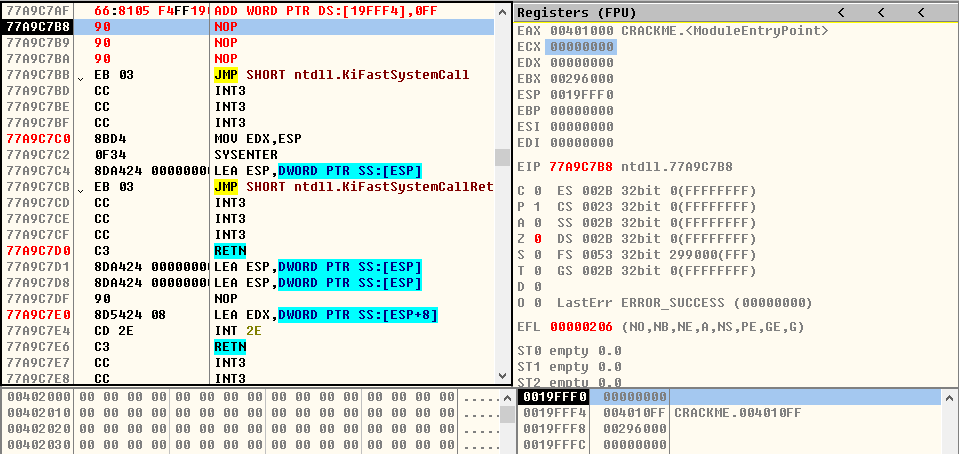 77A9C7AF 66:8105 F4FF190 ADD WORD PTR DS:[19FFF4],0FF
77A9C7B8 90 NOP
77A9C7B9 90 NOP
77A9C7BA 90 NOP
77A9C7BB EB 03 JMP SHORT ntdll.KiFastSystemCall
77A9C7BD CC INT3
77A9C7BE CC INT3
77A9C7BF CC INT3
77A9C7C0 8BD4 MOV EDX,ESP
77A9C7C2 0F34 SYSENTER
77A9C7C4 8DA424 00000000 LEA ESP,DWORD PTR SS:[ESP]
77A9C7CB EB 03 JMP SHORT ntdll.KiFastSystemCallRet
77A9C7CD CC INT3
77A9C7CE CC INT3
77A9C7CF CC INT3
77A9C7D0 C3 RETN
77A9C7D1 8DA424 00000000 LEA ESP,DWORD PTR SS:[ESP]
77A9C7D8 8DA424 00000000 LEA ESP,DWORD PTR SS:[ESP]
77A9C7DF 90 NOP
77A9C7E0 8D5424 08 LEA EDX,DWORD PTR SS:[ESP+8]
77A9C7E4 CD 2E INT 2E
77A9C7E6 C3 RETN
77A9C7E7 CC INT3
77A9C7E8 CC INT3
Registers (FPU) < < <
EAX 00401000 CRACKME.<ModuleEntryPoint>
ECX 00000000
EDX 00000000
EBX 00296000
ESP 0019FFF0
EBP 00000000
ESI 00000000
EDI 00000000
EIP 77A9C7B8 ntdll.77A9C7B8
C 0 ES 002B 32bit 0(FFFFFFFF)
P 1 CS 0023 32bit 0(FFFFFFFF)
A 0 SS 002B 32bit 0(FFFFFFFF)
Z 0 DS 002B 32bit 0(FFFFFFFF)
S 0 FS 0053 32bit 299000(FFF)
T 0 GS 002B 32bit 0(FFFFFFFF)
D 0
O 0 LastErr ERROR_SUCCESS (00000000)
EFL 00000206 (NO,NB,NE,A,NS,PE,GE,G)
ST0 empty 0.0
ST1 empty 0.0
ST2 empty 0.0
00402000 00 00 00 00 00 00 00 00 00 00 00 00 00 00 00 00 .....
00402010 00 00 00 00 00 00 00 00 00 00 00 00 00 00 00 00 .....
00402020 00 00 00 00 00 00 00 00 00 00 00 00 00 00 00 00 .....
00402030 00 00 00 00 00 00 00 00 00 00 00 00 00 00 00 00 .....
0019FFF0 00000000
0019FFF4 004010FF CRACKME.004010FF
0019FFF8 00296000
0019FFFC 00000000